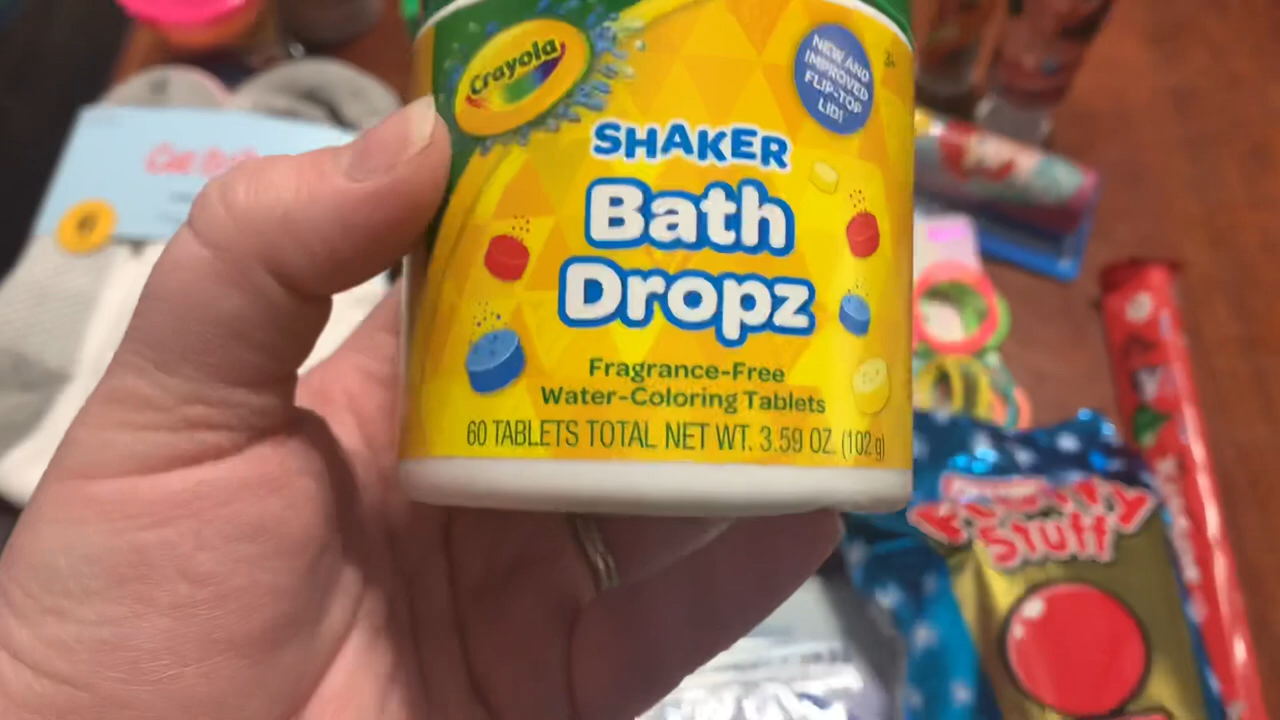 Crayola
NEW AND
IMPROVED
FLIP-TOP
LID!
SHAKER
Bath
Dropz
Fragrance-Free
Water-Coloring Tablets
60 TABLETS TOTAL NET WT. 3.59 OZ. (102 g)
Fluffy
Stuff